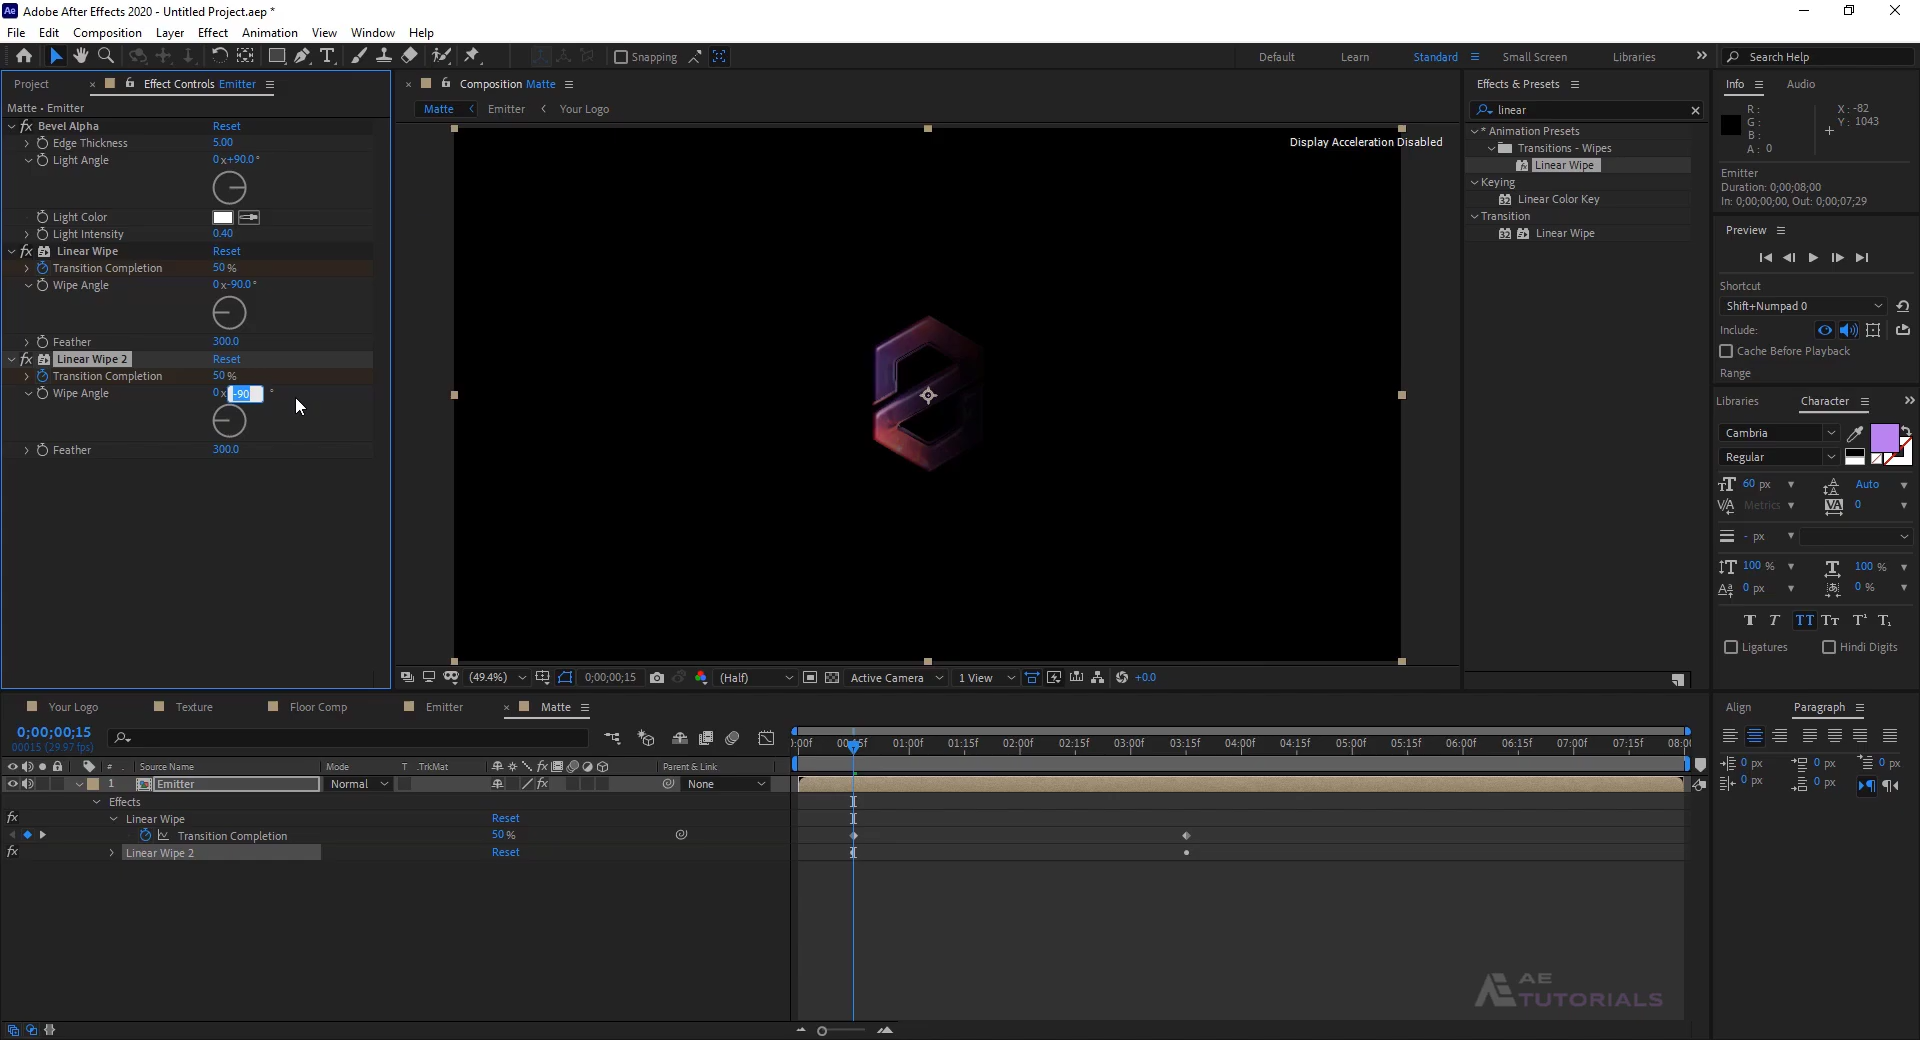 Adobe After Effects 2020 - Untitled Project.aep *
File Edit Composition Layer Effect Animation View Window Help
Snapping
Default Learn Standard Small Screen Libraries
Search Help
Project
Effect Controls Emitter
Matte • Emitter
Bevel Alpha Reset
Edge Thickness 5.00
Light Angle 0x+90.0°
Light Color
Light Intensity 0.40
Linear Wipe Reset
Transition Completion 50 %
Wipe Angle 0x-90.0°
Feather 300.0
Linear Wipe 2 Reset
Transition Completion 50 %
Wipe Angle 0x -90 °
Feather 300.0
Composition Matte
Matte Emitter Your Logo
Display Acceleration Disabled
(49.4%) 0;00;00;15 (Half) Active Camera 1 View +0.0
Effects & Presets
linear
* Animation Presets
Transitions - Wipes
Linear Wipe
Keying
Linear Color Key
Transition
Linear Wipe
Info Audio
R:
G:
B:
A: 0
X: -82
Y: 1043
Emitter
Duration: 0;00;08;00
In: 0;00;00;00, Out: 0;00;07;29
Preview
Shortcut
Shift+Numpad 0
Include:
Cache Before Playback
Range
Libraries Character
Cambria
Regular
60 px Auto
Metrics 0
- px
100 % 100 %
0 px 0 %
Ligatures Hindi Digits
Your Logo Texture Floor Comp Emitter Matte
0;00;00;15
00015 (29.97 fps)
# Source Name Mode T .TrkMat Parent & Link
1 Emitter Normal None
Effects
Linear Wipe Reset
Transition Completion 50 %
Linear Wipe 2 Reset
01:00f 01:15f 02:00f 02:15f 03:00f 03:15f 04:00f 04:15f 05:00f 05:15f 06:00f 06:15f 07:00f 07:15f
Align Paragraph
0 px 0 px 0 px
0 px 0 px
AE
TUTORIALS